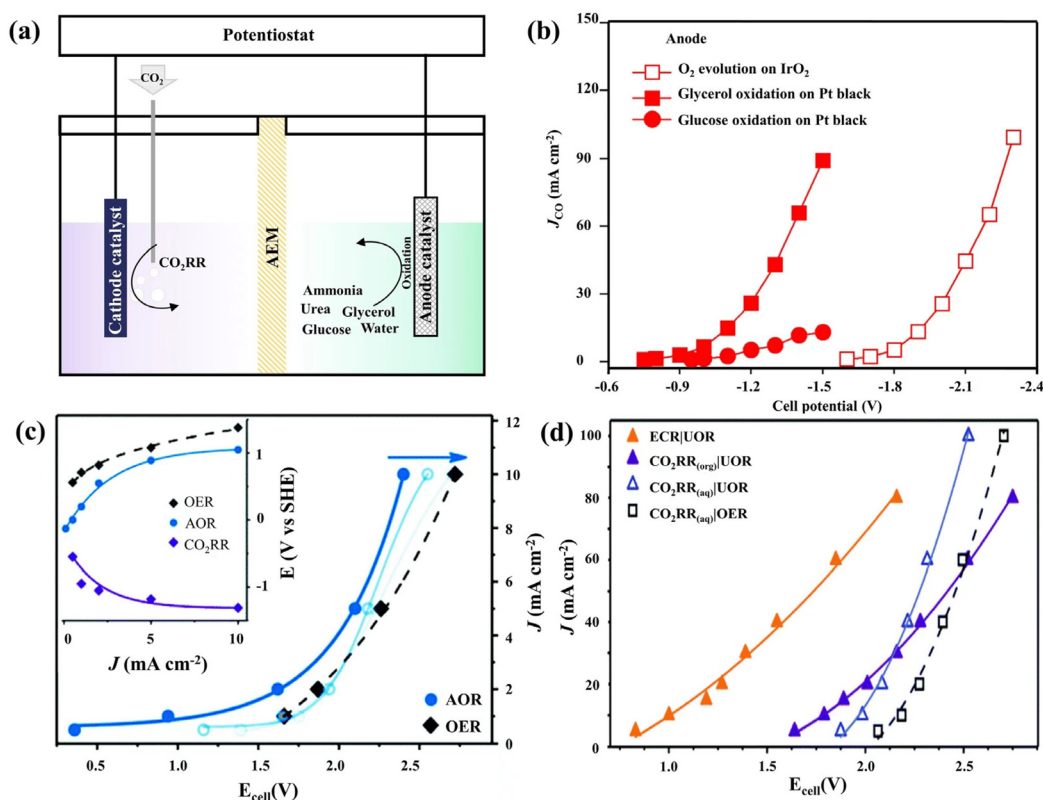 (a)
Potentiostat
CO2
Cathode catalyst
CO2RR
AEM
Ammonia
Urea
Glycerol
Glucose
Water
Oxidation
Anode catalyst
(b)
150
120
90
60
30
0
JCO (mA cm-2)
Anode
O2 evolution on IrO2
Glycerol oxidation on Pt black
Glucose oxidation on Pt black
-0.6 -0.9 -1.2 -1.5 -1.8 -2.1 -2.4
Cell potential (V)
(c)
OER
AOR
CO2RR
1
0
-1
E (V vs SHE)
0 5 10
J (mA cm-2)
12
10
8
6
4
2
0
J (mA cm-2)
AOR
OER
0.5 1.0 1.5 2.0 2.5
Ecell(V)
(d)
ECR|UOR
CO2RR(org)|UOR
CO2RR(aq)|UOR
CO2RR(aq)|OER
100
80
60
40
20
0
J (mA cm-2)
1.0 1.5 2.0 2.5
Ecell(V)